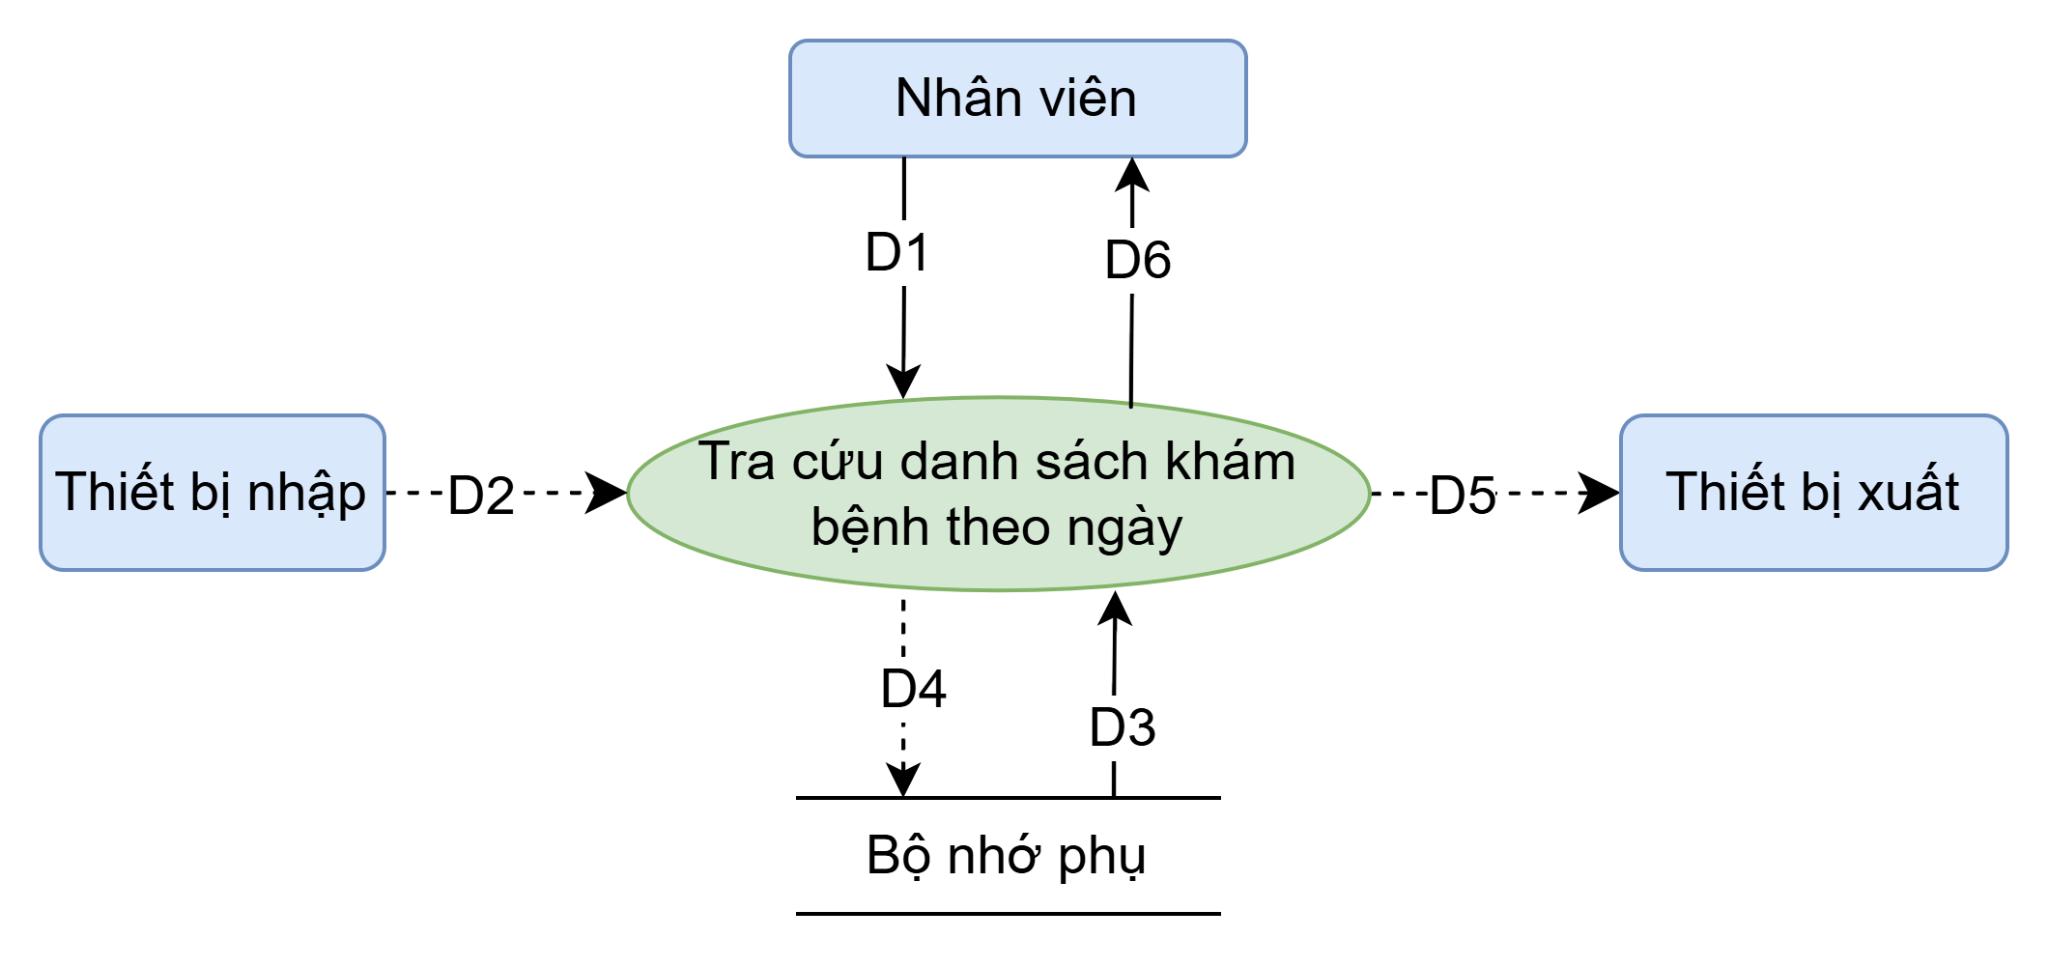 Nhân viên
D1
D6
Thiết bị nhập
D2
Tra cứu danh sách khám
bệnh theo ngày
D5
Thiết bị xuất
D4
D3
Bộ nhớ phụ